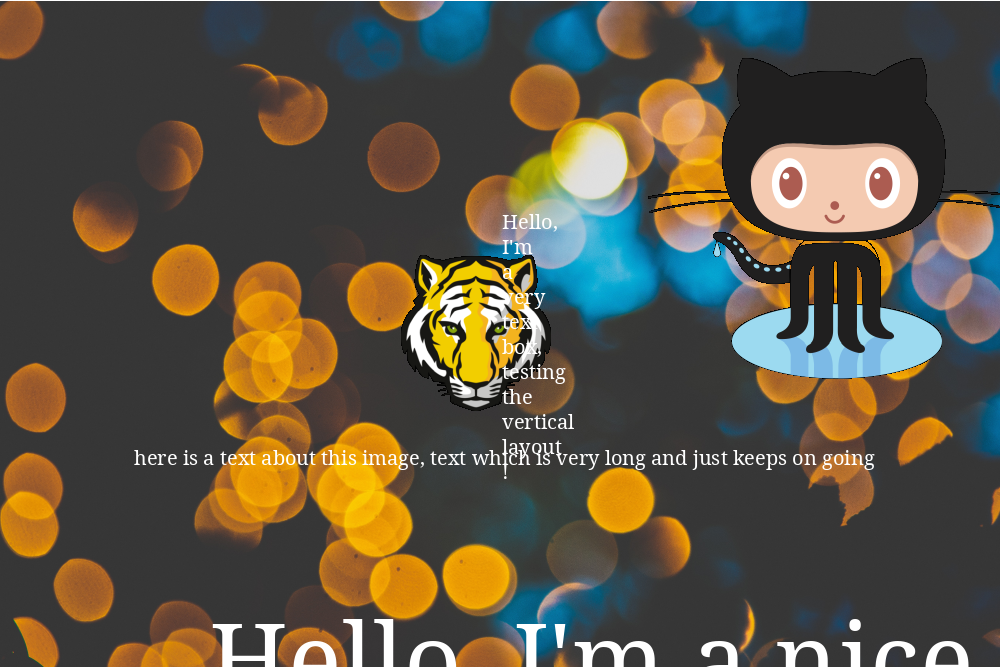 Hello,
I'm
a
very
text
box,
testing
the
vertical
layout
!
here is a text about this image, text which is very long and just keeps on going
Hello, I'm a nice